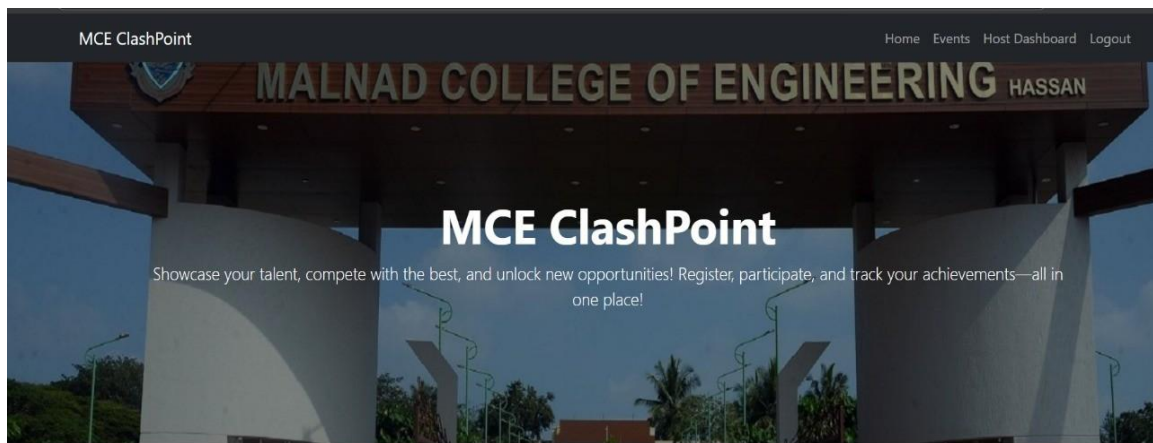 MCE ClashPoint
Home Events Host Dashboard Logout
MALNAD COLLEGE OF ENGINEERING HASSAN
MCE ClashPoint
Showcase your talent, compete with the best, and unlock new opportunities! Register, participate, and track your achievements—all in
one place!